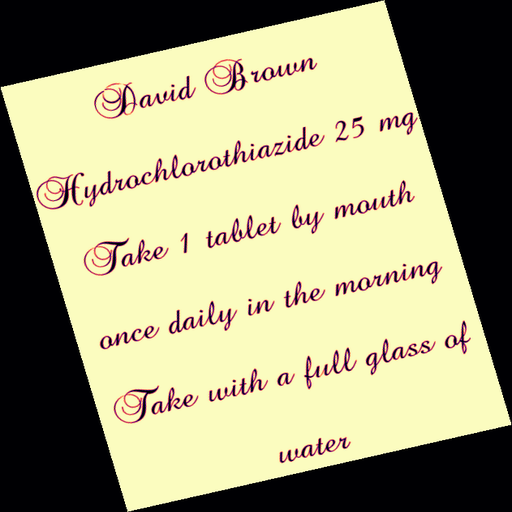 David Brown
Hydrochlorothiazide 25 mg
Take 1 tablet by mouth
once daily in the morning
Take with a full glass of
water